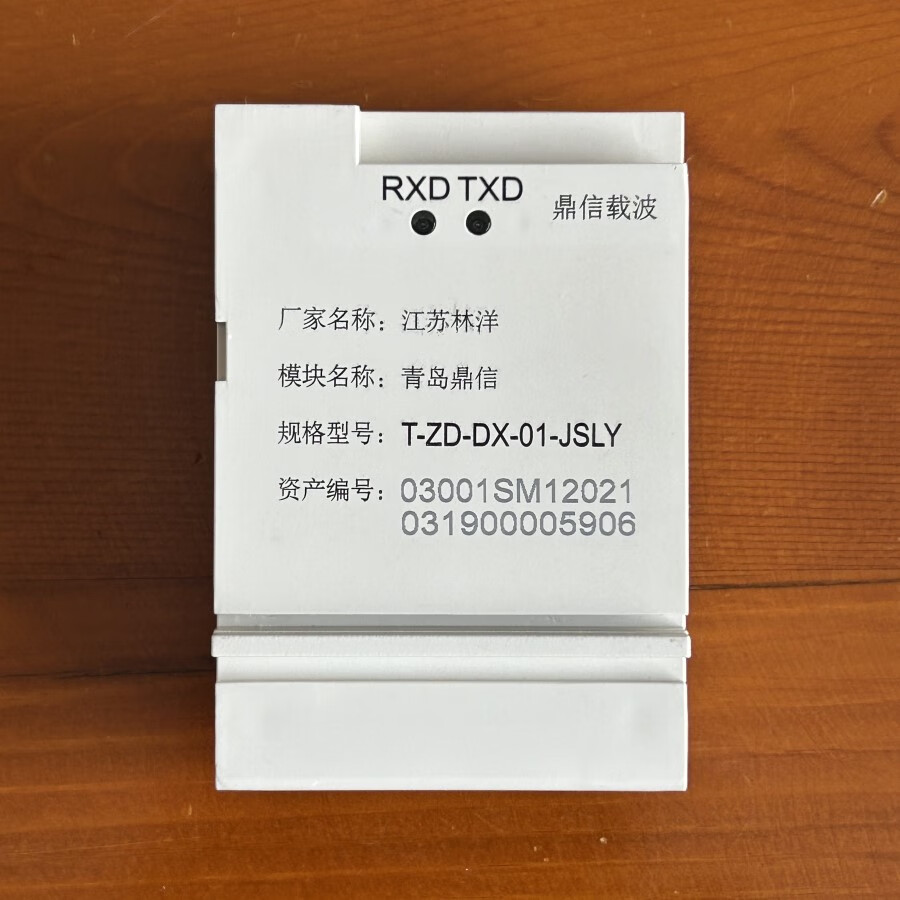 RXD TXD
鼎信载波
厂家名称：江苏林洋
模块名称：青岛鼎信
规格型号：T-ZD-DX-01-JSLY
资产编号：03001SM12021
031900005906